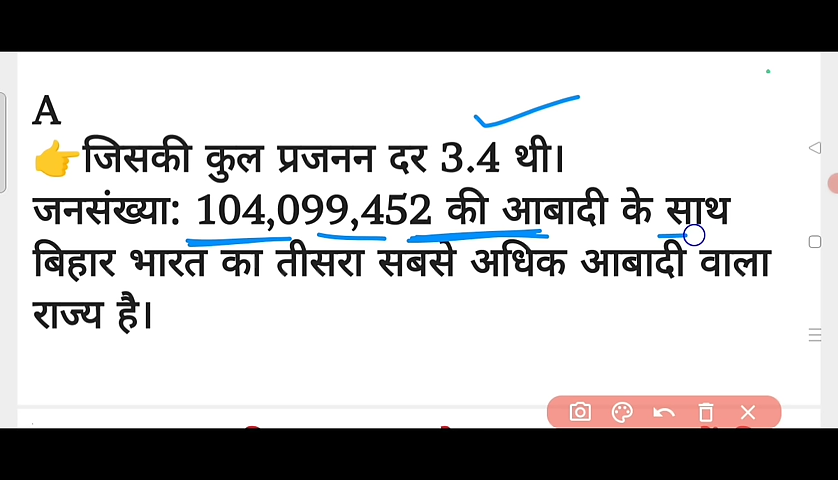 A
👉जिसकी कुल प्रजनन दर 3.4 थी।
जनसंख्या: 104,099,452 की आबादी के साथ
बिहार भारत का तीसरा सबसे अधिक आबादी वाला
राज्य है।